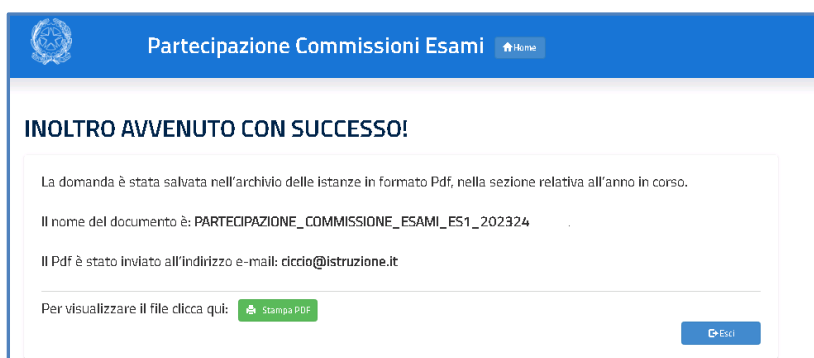 Partecipazione Commissioni Esami Home
INOLTRO AVVENUTO CON SUCCESSO!
La domanda è stata salvata nell'archivio delle istanze in formato Pdf, nella sezione relativa all'anno in corso.
Il nome del documento è: PARTECIPAZIONE_COMMISSIONE_ESAMI_ES1_202324 .
Il Pdf è stato inviato all'indirizzo e-mail: ciccio@istruzione.it
Per visualizzare il file clicca qui: Stampa PDF
Esci